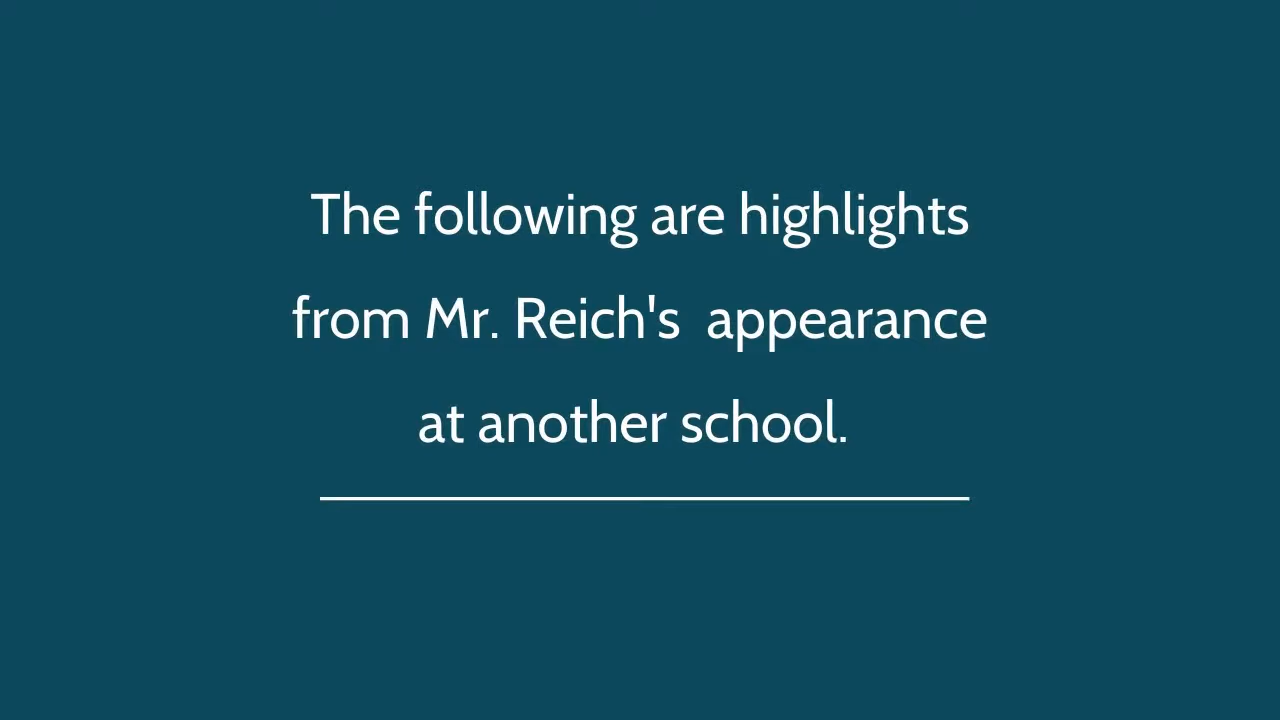 The following are highlights
from Mr. Reich's  appearance
at another school.